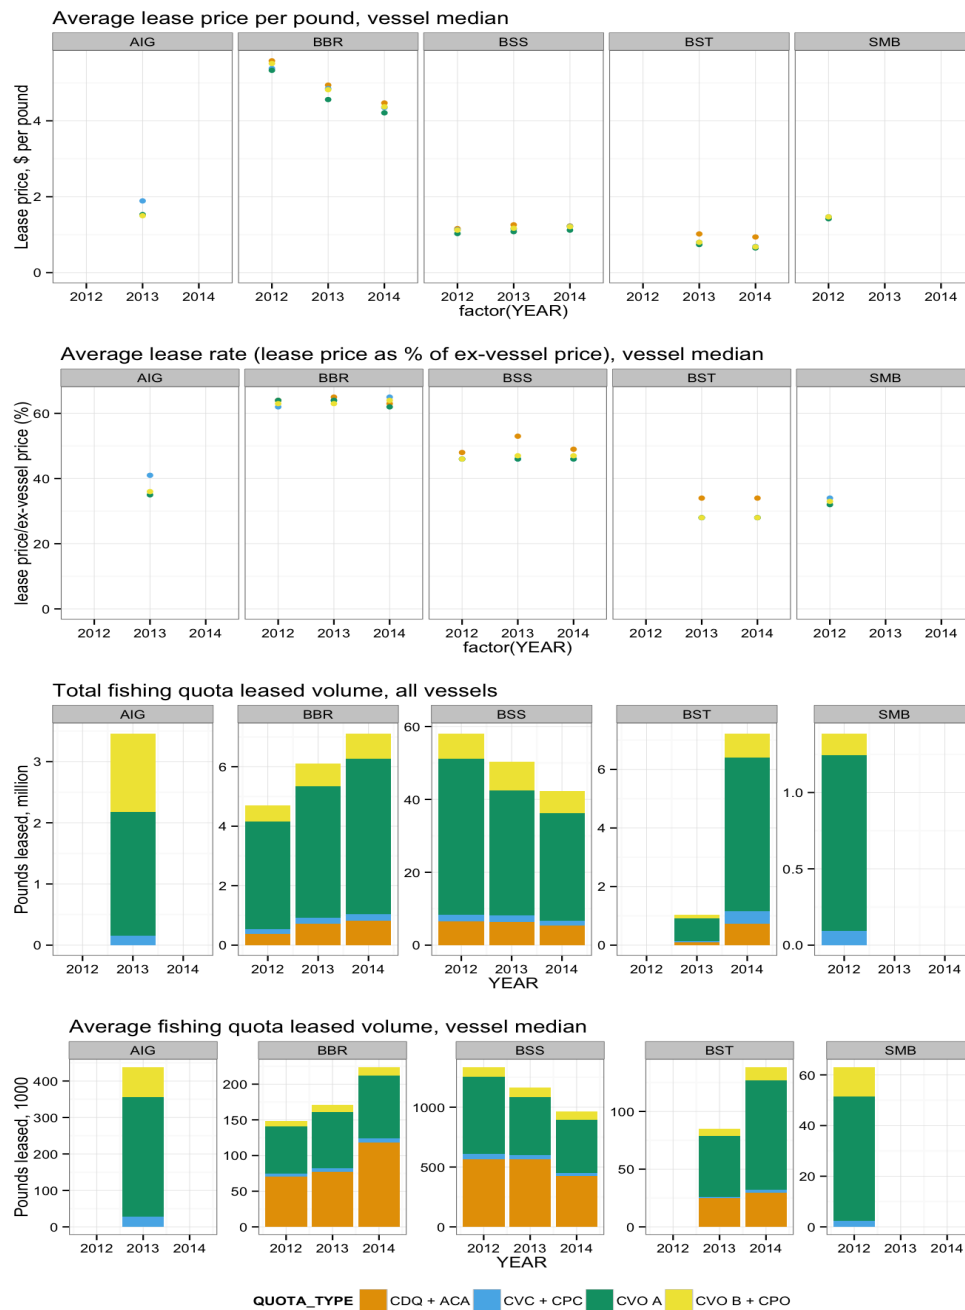 Average lease price per pound, vessel median
AIG BBR BSS BST SMB
Lease price, $ per pound
4
2
0
2012 2013 2014 2012 2013 2014 2012 2013 2014 2012 2013 2014 2012 2013 2014
factor(YEAR)
Average lease rate (lease price as % of ex-vessel price), vessel median
AIG BBR BSS BST SMB
lease price/ex-vessel price (%)
60
40
20
0
2012 2013 2014 2012 2013 2014 2012 2013 2014 2012 2013 2014 2012 2013 2014
factor(YEAR)
Total fishing quota leased volume, all vessels
AIG BBR BSS BST SMB
Pounds leased, million
3
2
1
0
6
4
2
0
60
40
20
0
6
4
2
0
1.0
0.5
0.0
2012 2013 2014 2012 2013 2014 2012 2013 2014 2012 2013 2014 2012 2013 2014
YEAR
Average fishing quota leased volume, vessel median
AIG BBR BSS BST SMB
Pounds leased, 1000
400
300
200
100
0
200
150
100
50
0
1000
500
0
100
50
0
60
40
20
0
2012 2013 2014 2012 2013 2014 2012 2013 2014 2012 2013 2014 2012 2013 2014
YEAR
QUOTA_TYPE CDQ + ACA CVC + CPC CVO A CVO B + CPO